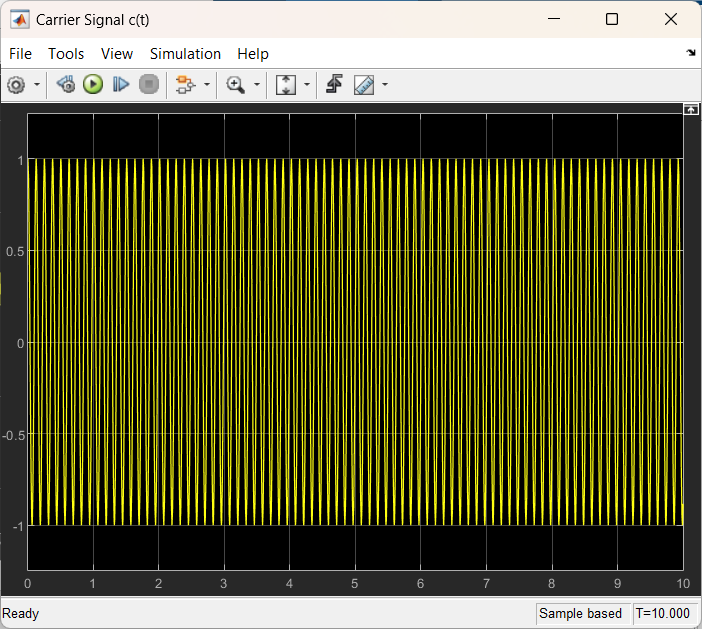 Carrier Signal c(t)
File Tools View Simulation Help
1
0.5
0
-0.5
-1
0 1 2 3 4 5 6 7 8 9 10
Ready Sample based T=10.000